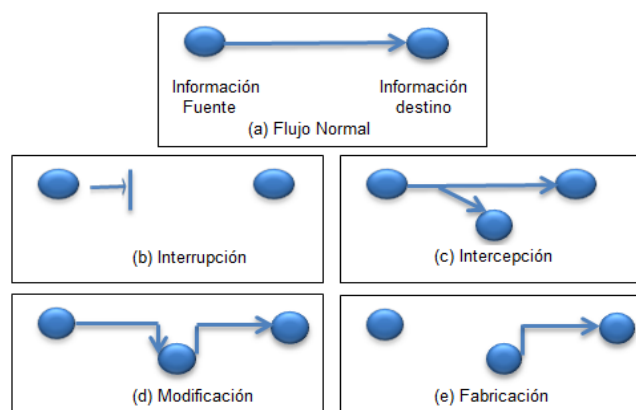 Información Fuente
Información destino
(a) Flujo Normal
(b) Interrupción
(c) Intercepción
(d) Modificación
(e) Fabricación